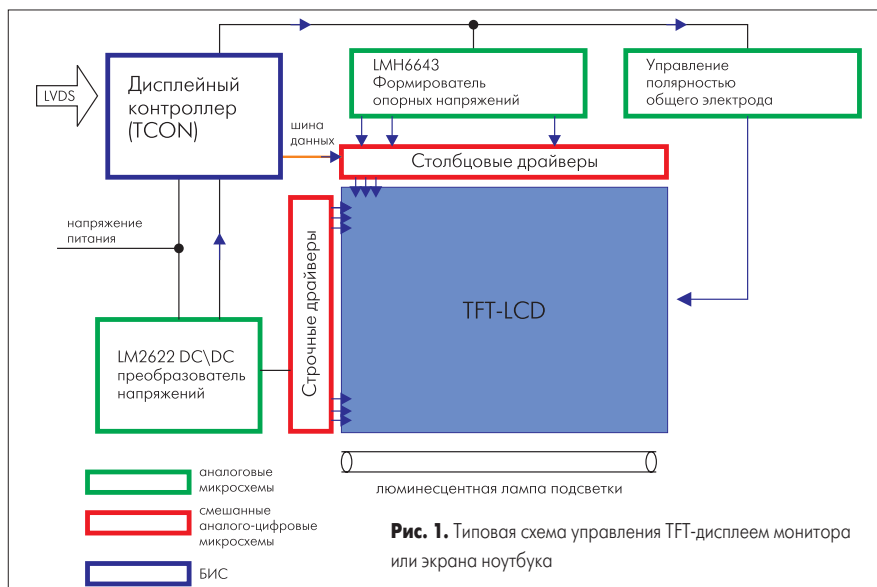 LVDS
Дисплейный
контроллер
(TCON)
LMH6643
Формирователь
опорных напряжений
Управление
полярностью
общего электрода
шина
данных
Столбцовые драйверы
напряжение
питания
Строчные драйверы
TFT-LCD
LM2622 DC\DC
преобразователь
напряжений
люминесцентная лампа подсветки
аналоговые
микросхемы
смешанные
аналого-цифровые
микросхемы
БИС
Рис. 1. Типовая схема управления TFT-дисплеем монитора
или экрана ноутбука